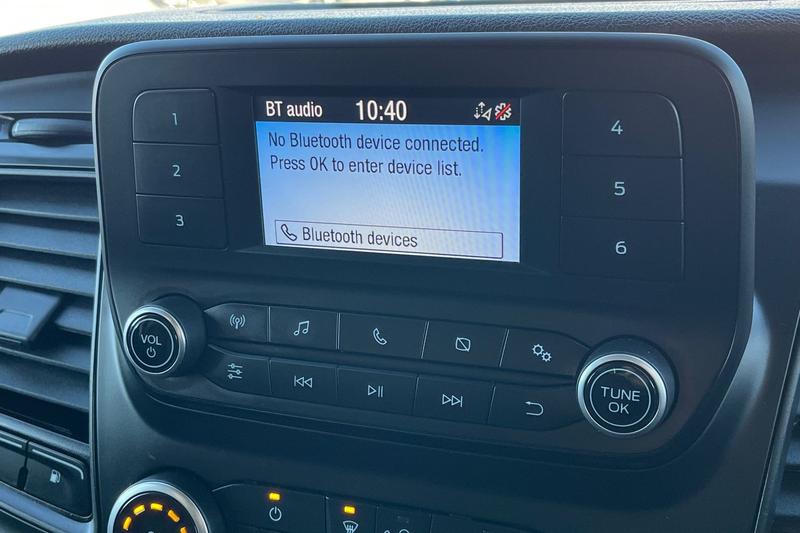 BT audio 10:40
No Bluetooth device connected.
Press OK to enter device list.
Bluetooth devices
1
2
3
4
5
6
VOL
TUNE
OK